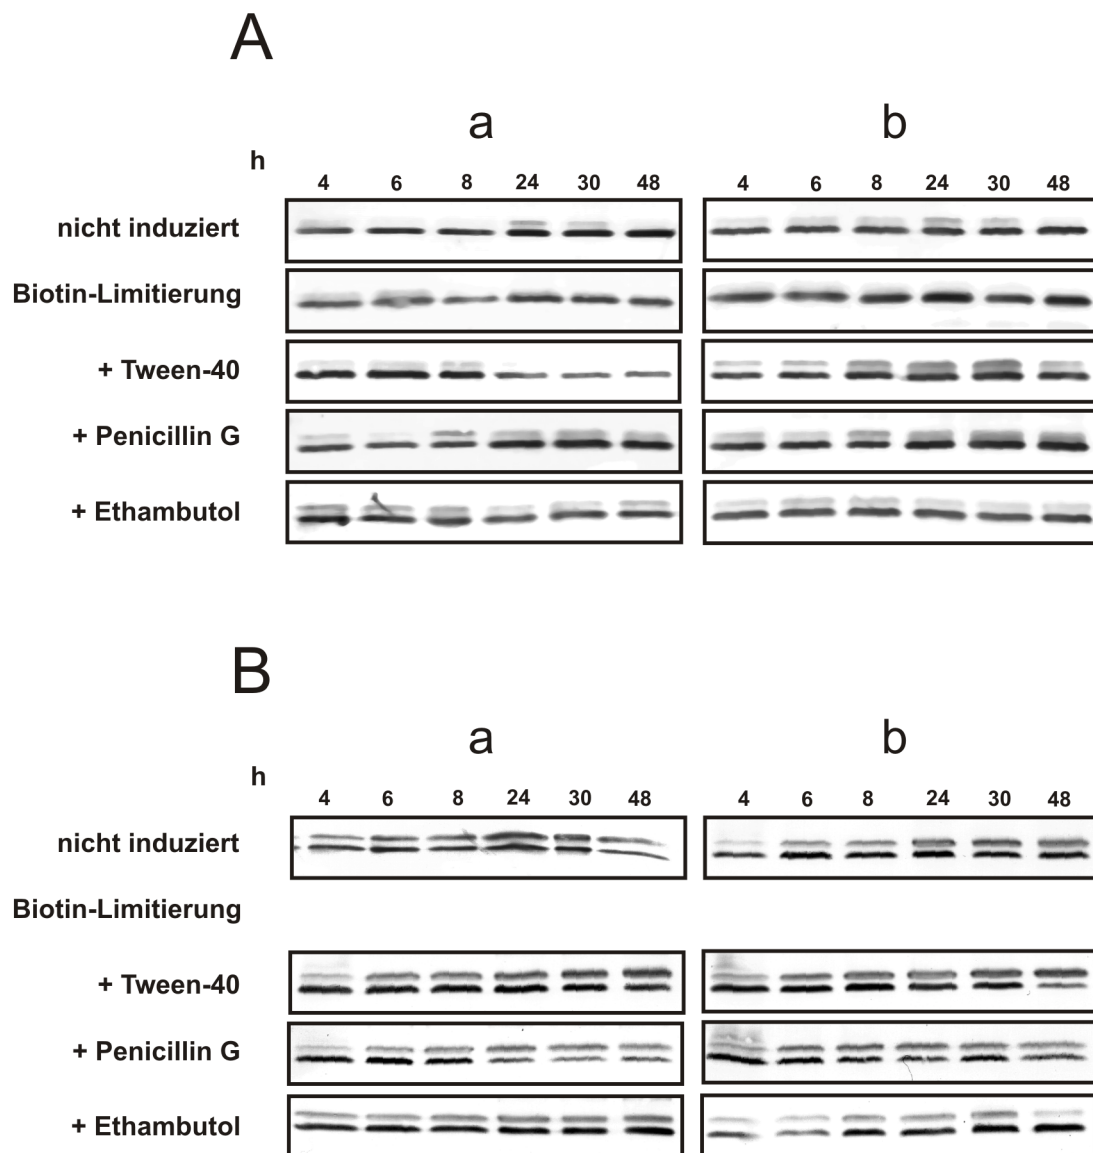 A
a b
h
4 6 8 24 30 48 4 6 8 24 30 48
nicht induziert
Biotin-Limitierung
+ Tween-40
+ Penicillin G
+ Ethambutol
B
a b
h
4 6 8 24 30 48 4 6 8 24 30 48
nicht induziert
Biotin-Limitierung
+ Tween-40
+ Penicillin G
+ Ethambutol